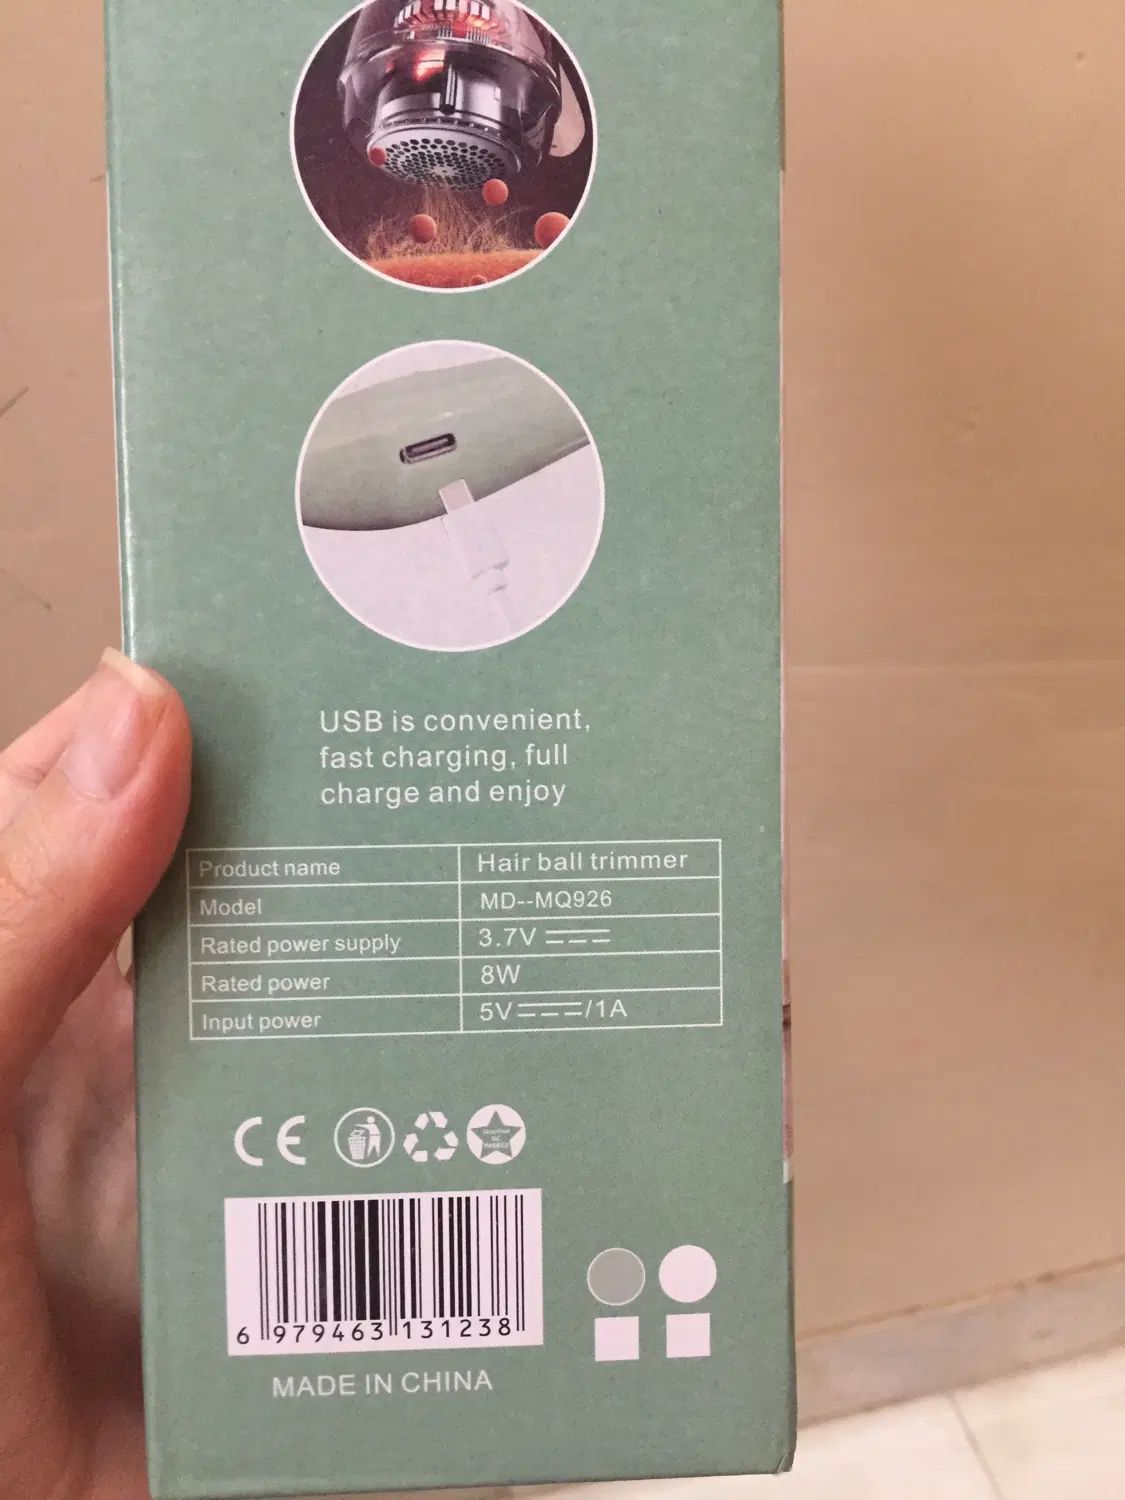 USB is convenient,
fast charging, full
charge and enjoy
Product name Hair ball trimmer
Model MD--MQ926
Rated power supply 3.7V
Rated power 8W
Input power 5V⎓/1A
CE
6 979463 131238
MADE IN CHINA